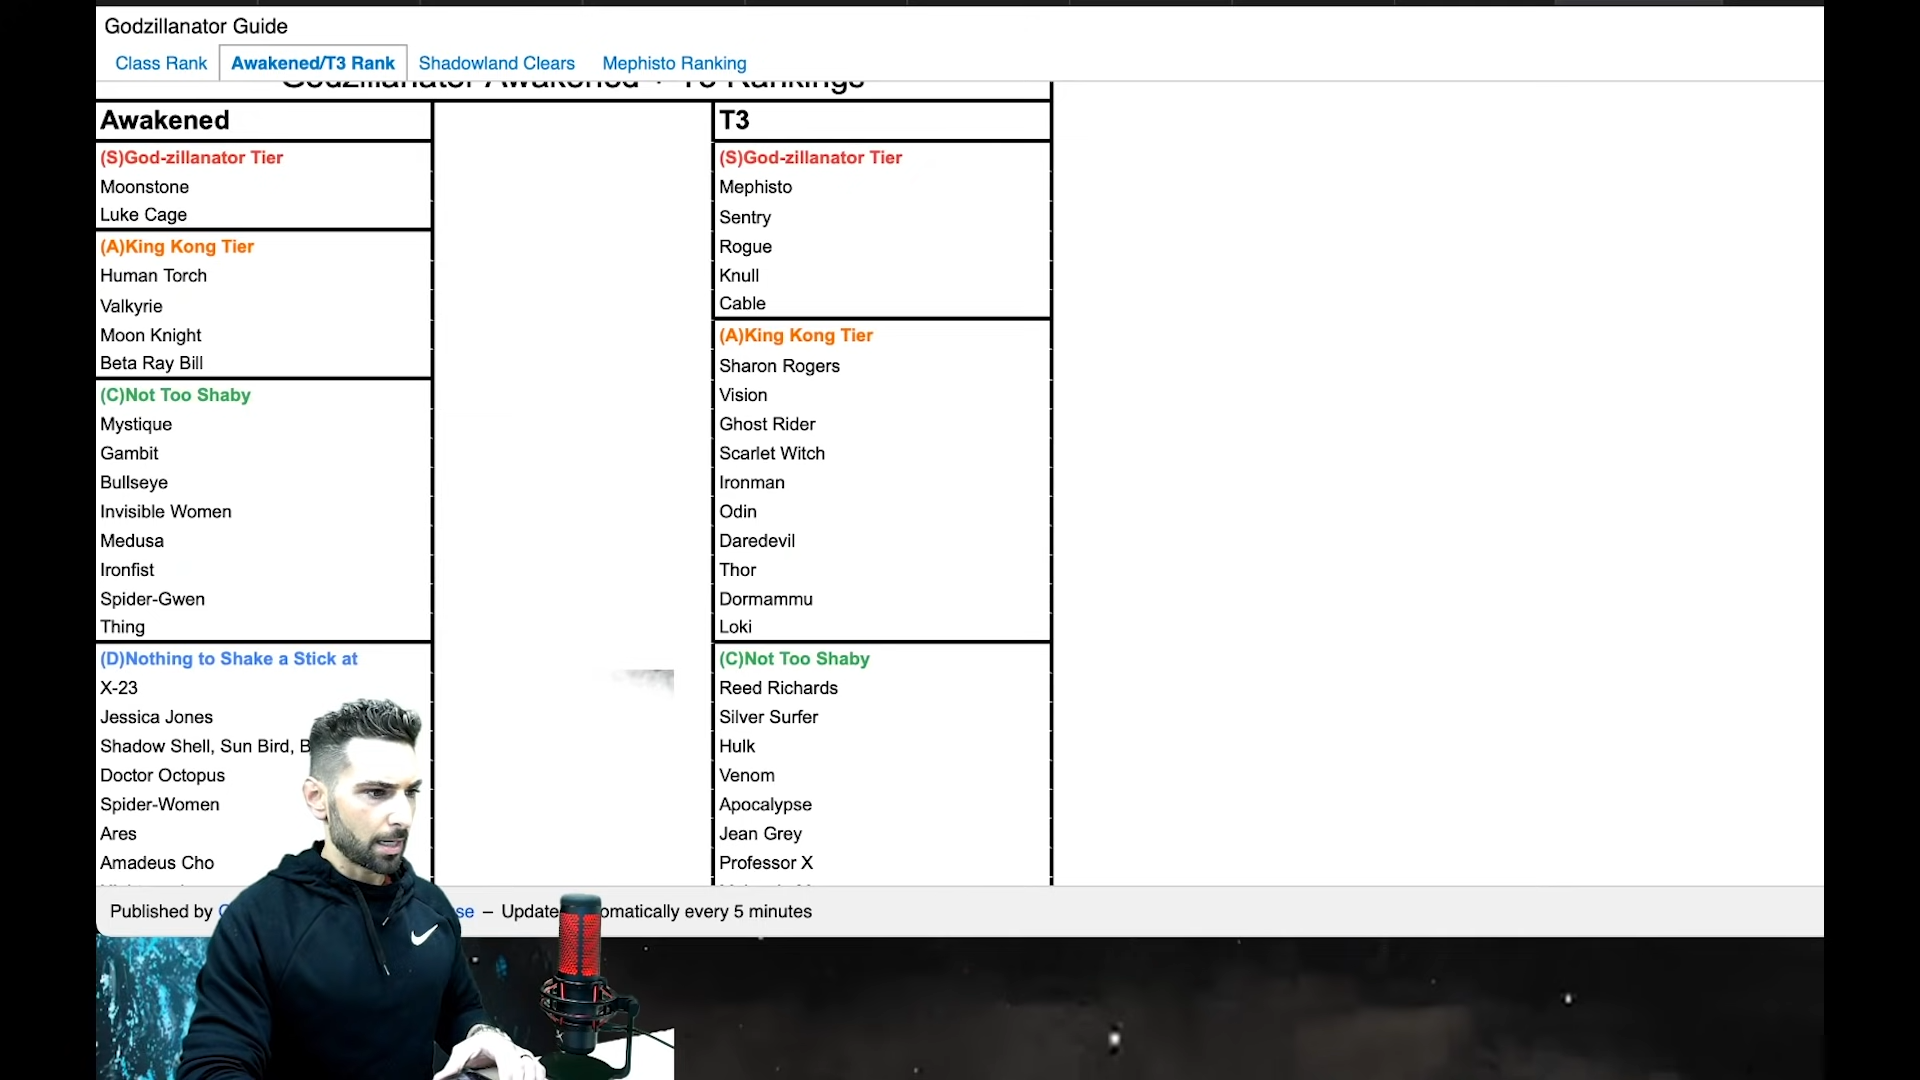 Godzillanator Guide
Class Rank
Awakened/T3 Rank
Shadowland Clears
Mephisto Ranking
Godzillanator Awakened + T3 Rankings
Awakened
(S)God-zillanator Tier
Moonstone
Luke Cage
(A)King Kong Tier
Human Torch
Valkyrie
Moon Knight
Beta Ray Bill
(C)Not Too Shaby
Mystique
Gambit
Bullseye
Invisible Women
Medusa
Ironfist
Spider-Gwen
Thing
(D)Nothing to Shake a Stick at
X-23
Jessica Jones
Shadow Shell, Sun Bird,
Doctor Octopus
Spider-Women
Ares
Amadeus Cho
T3
(S)God-zillanator Tier
Mephisto
Sentry
Rogue
Knull
Cable
(A)King Kong Tier
Sharon Rogers
Vision
Ghost Rider
Scarlet Witch
Ironman
Odin
Daredevil
Thor
Dormammu
Loki
(C)Not Too Shaby
Reed Richards
Silver Surfer
Hulk
Venom
Apocalypse
Jean Grey
Professor X
Published by – every 5 minutes